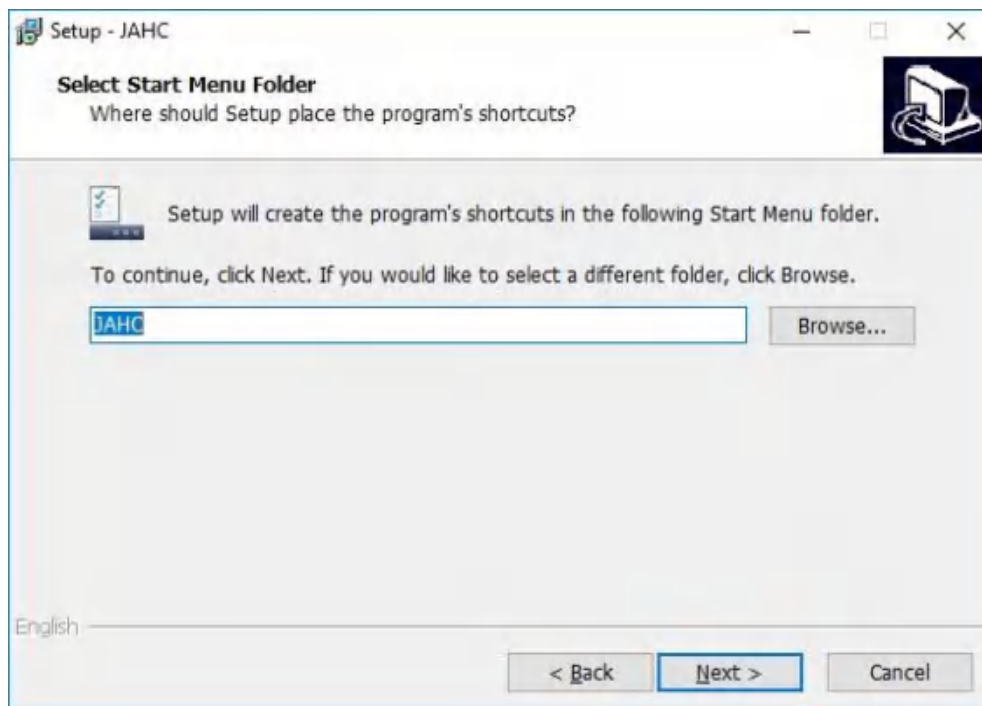 Setup - JAHC
Select Start Menu Folder
Where should Setup place the program's shortcuts?
Setup will create the program's shortcuts in the following Start Menu folder.
To continue, click Next. If you would like to select a different folder, click Browse.
JAHC
Browse...
English
< Back
Next >
Cancel